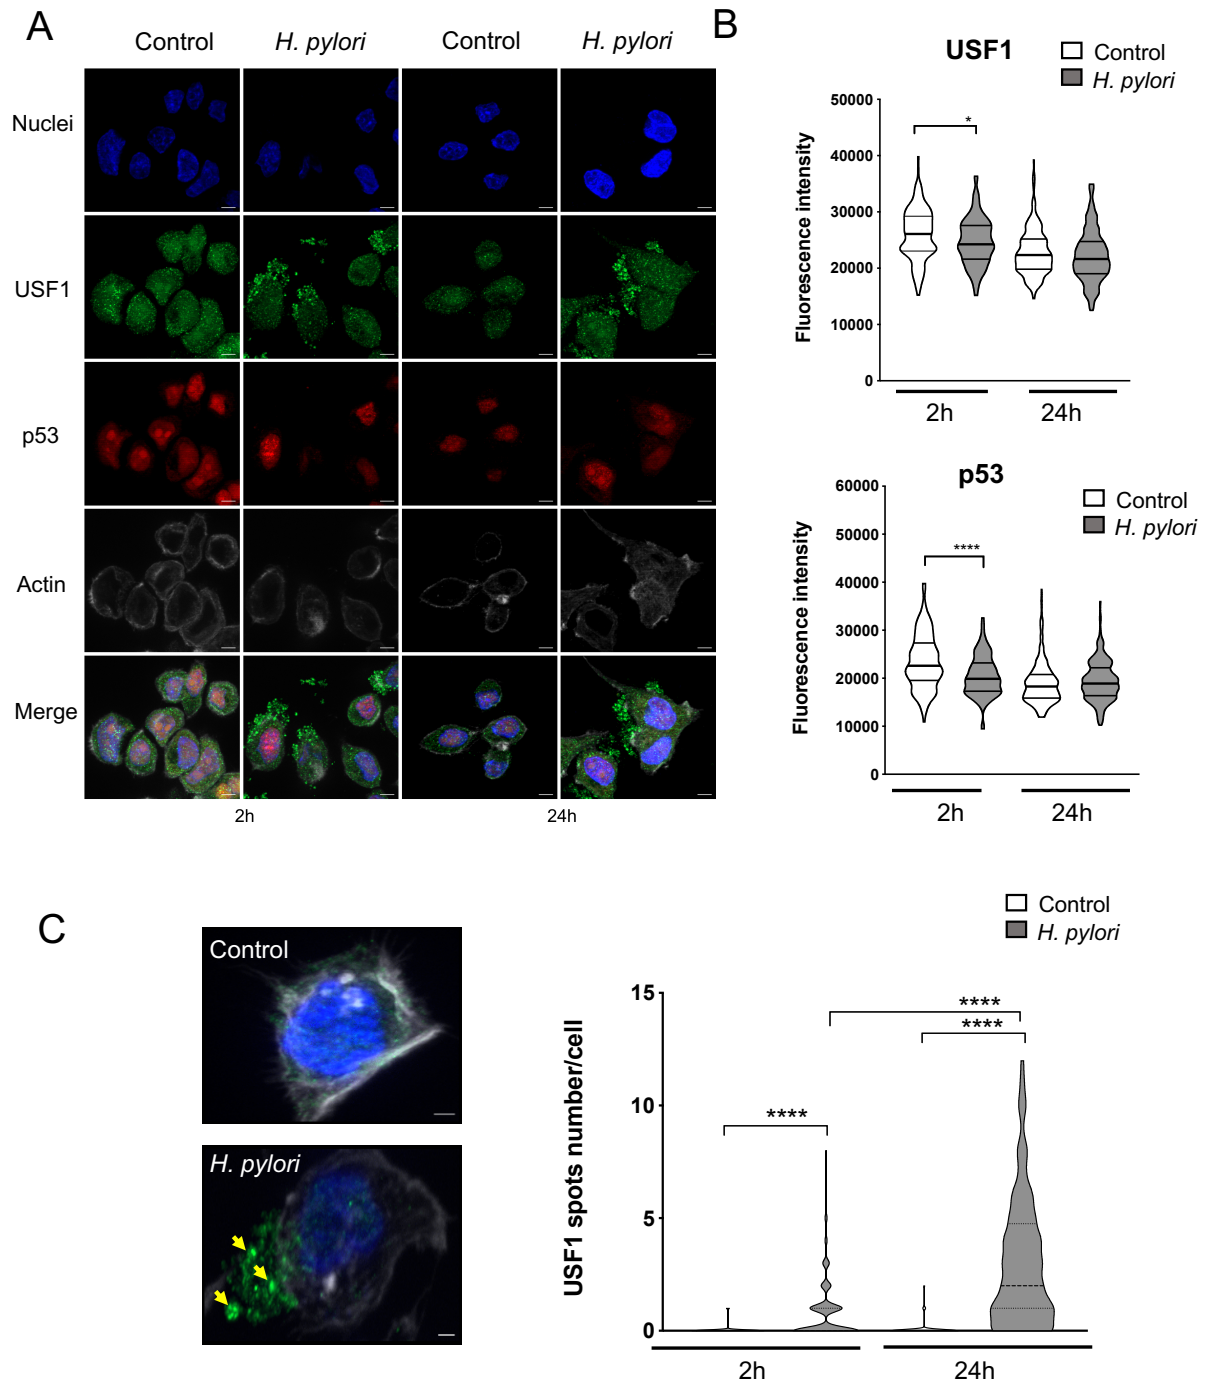 A
Control
H. pylori
Control
H. pylori
Nuclei
USF1
p53
Actin
Merge
2h
24h
B
USF1
Control
H. pylori
Fluorescence intensity
50000
40000
30000
20000
10000
0
*
2h
24h
p53
Control
H. pylori
Fluorescence intensity
60000
50000
40000
30000
20000
10000
0
****
2h
24h
C
Control
H. pylori
Control
H. pylori
USF1 spots number/cell
15
10
5
0
****
****
****
2h
24h